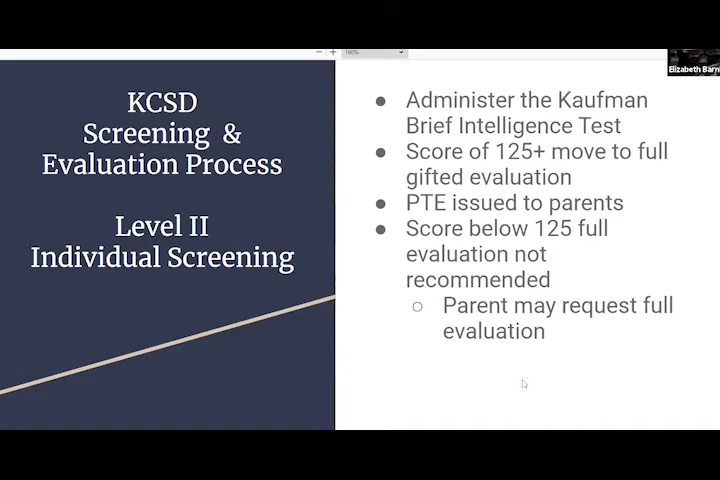 100%
Elizabeth Barn
KCSD
Screening &
Evaluation Process
Level II
Individual Screening
● Administer the Kaufman
Brief Intelligence Test
● Score of 125+ move to full
gifted evaluation
● PTE issued to parents
● Score below 125 full
evaluation not
recommended
○ Parent may request full
evaluation